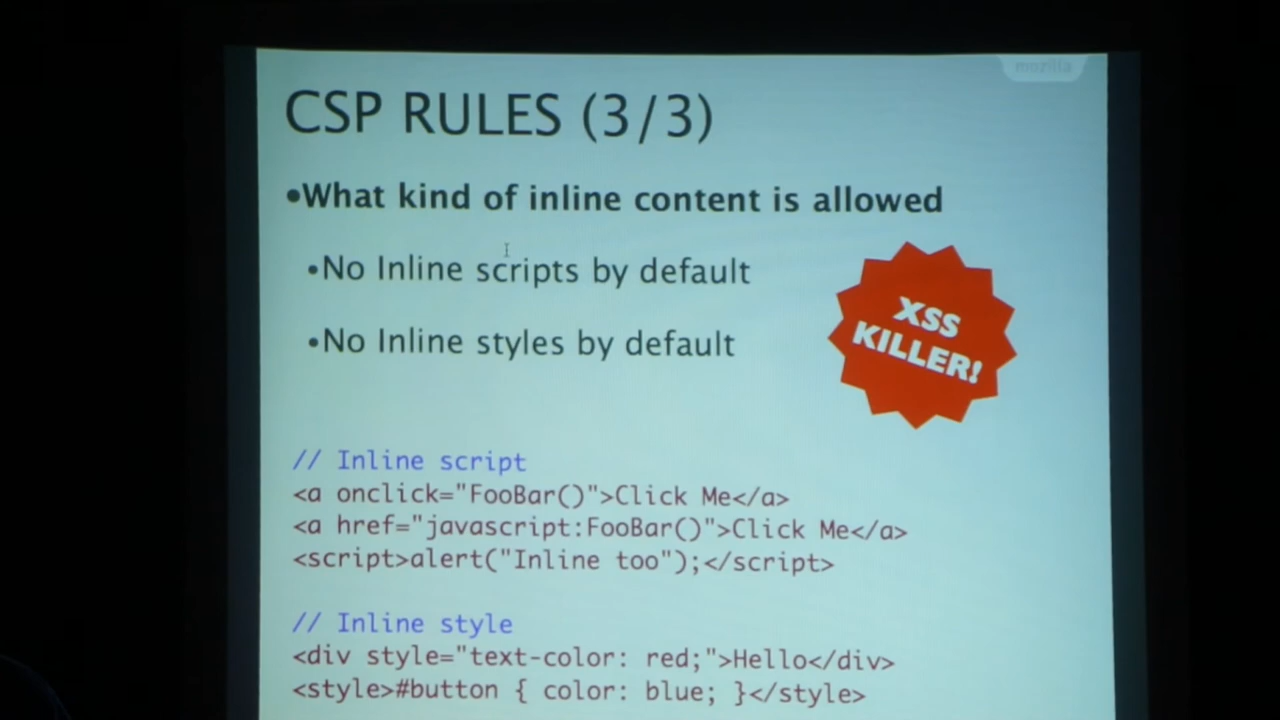 mozilla
CSP RULES (3/3)
•What kind of inline content is allowed
•No Inline scripts by default
•No Inline styles by default
XSS
KILLER!
// Inline script
<a onclick="FooBar()">Click Me</a>
<a href="javascript:FooBar()">Click Me</a>
<script>alert("Inline too");</script>
// Inline style
<div style="text-color: red;">Hello</div>
<style>#button { color: blue; }</style>